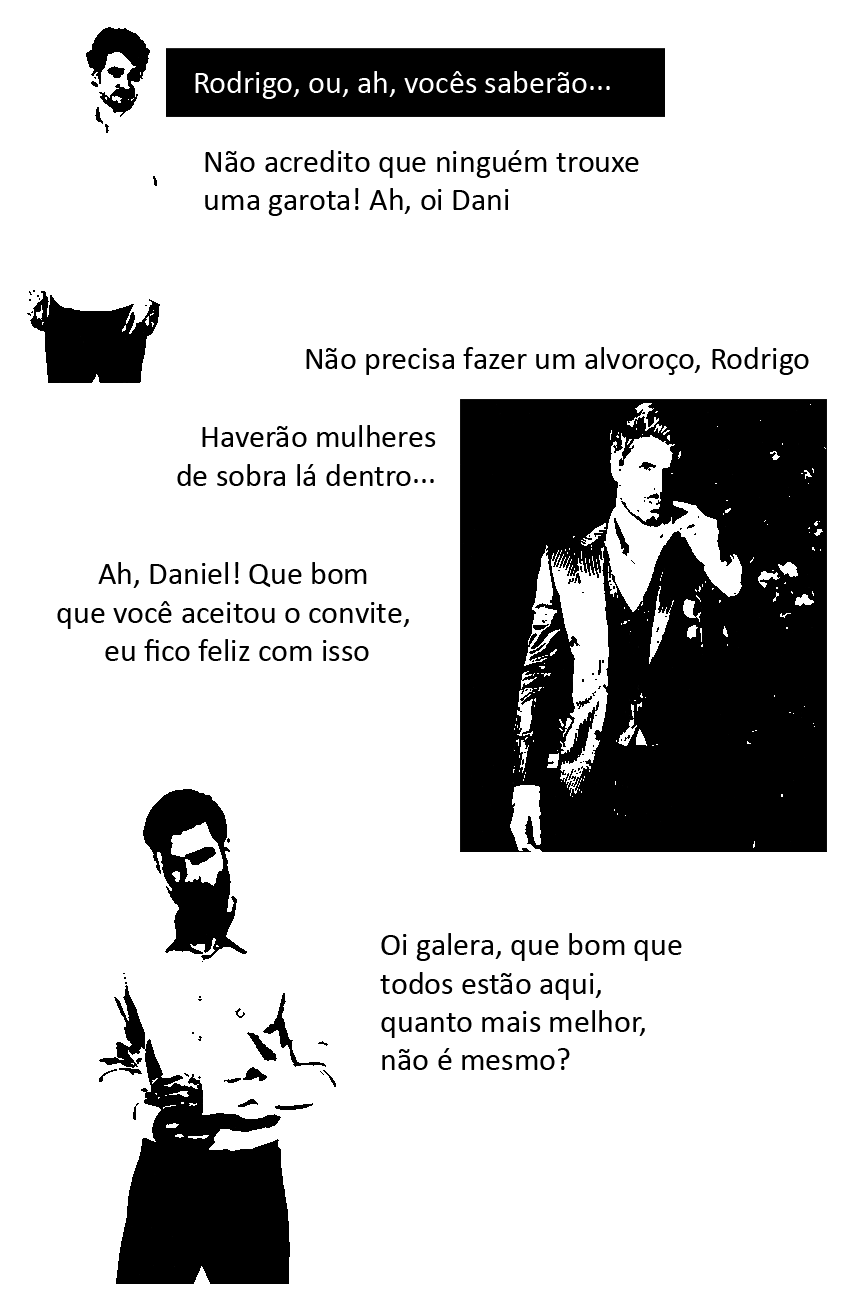 Rodrigo, ou, ah, vocês saberão...
Não acredito que ninguém trouxe
uma garota! Ah, oi Dani
Não precisa fazer um alvoroço, Rodrigo
Haverão mulheres
de sobra lá dentro...
Ah, Daniel! Que bom
que você aceitou o convite,
eu fico feliz com isso
Oi galera, que bom que
todos estão aqui,
quanto mais melhor,
não é mesmo?